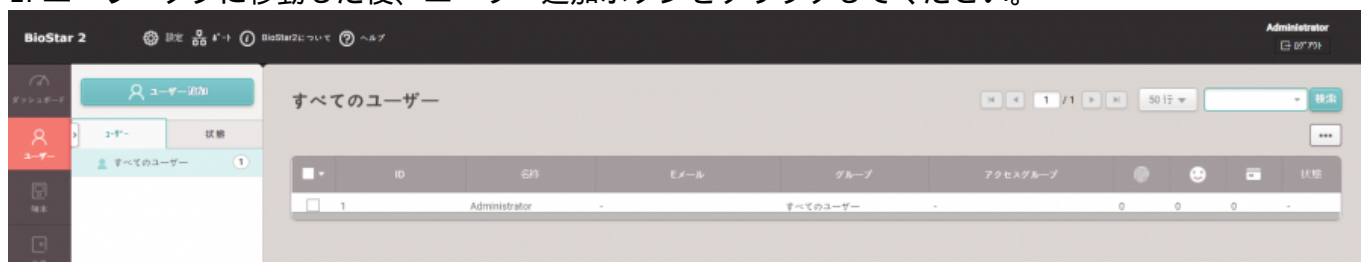 BioStar 2 設定 ポート BioStar2について ヘルプ
Administrator
ログアウト
ダッシュボード
ユーザー追加
すべてのユーザー
1 / 1 50 行 検索
ユーザー
ユーザー 状態
すべてのユーザー 1
ID 名称 Eメール グループ アクセスグループ 状態
1 Administrator - すべてのユーザー - 0 0 0 -
端末